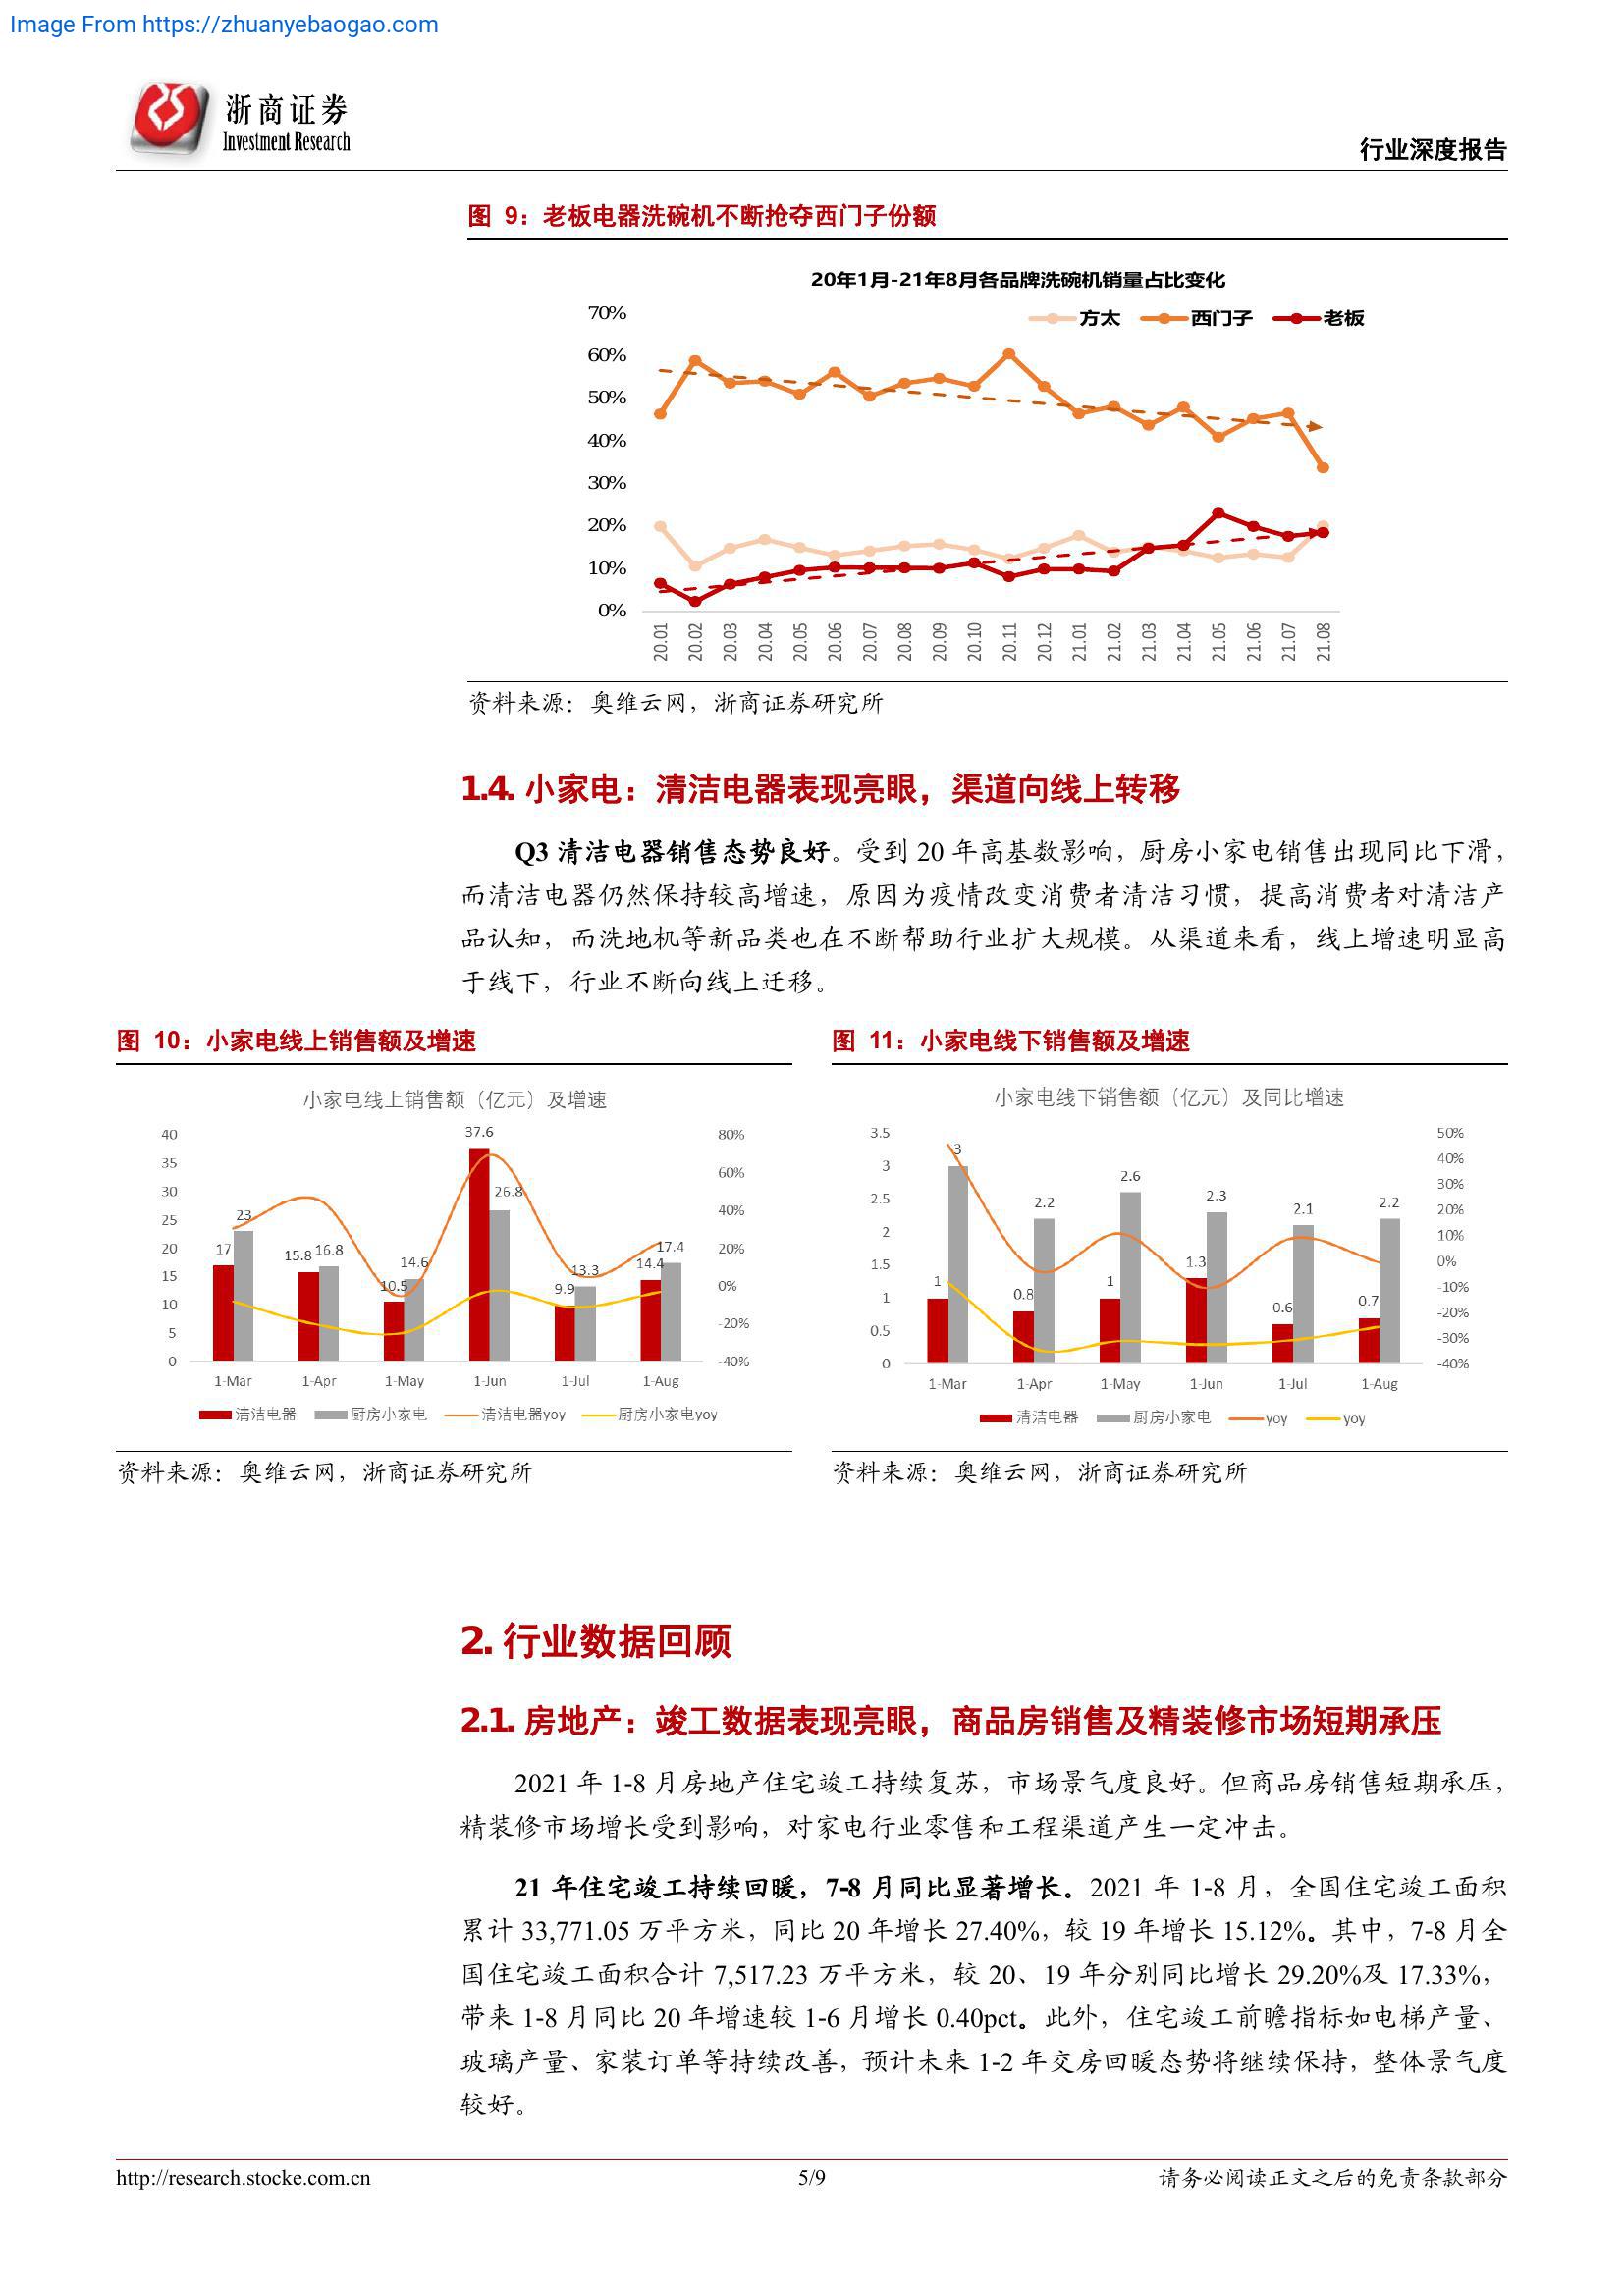 Image From https://zhuanyebaogao.com
浙商证券
Investment Research
行业深度报告
图 9：老板电器洗碗机不断抢夺西门子份额
20年1月-21年8月各品牌洗碗机销量占比变化
方太 西门子 老板
70%
60%
50%
40%
30%
20%
10%
0%
20.01 20.02 20.03 20.04 20.05 20.06 20.07 20.08 20.09 20.10 20.11 20.12 21.01 21.02 21.03 21.04 21.05 21.06 21.07 21.08
资料来源：奥维云网，浙商证券研究所
1.4. 小家电：清洁电器表现亮眼，渠道向线上转移
Q3 清洁电器销售态势良好。受到 20 年高基数影响，厨房小家电销售出现同比下滑，
而清洁电器仍然保持较高增速，原因为疫情改变消费者清洁习惯，提高消费者对清洁产
品认知，而洗地机等新品类也在不断帮助行业扩大规模。从渠道来看，线上增速明显高
于线下，行业不断向线上迁移。
图 10：小家电线上销售额及增速
小家电线上销售额（亿元）及增速
40
35
30
25
20
15
10
5
0
17 15.8 10.5 37.6 9.9 14.4
23 16.8 14.6 26.8 13.3 17.4
80%
60%
40%
20%
0%
-20%
-40%
1-Mar 1-Apr 1-May 1-Jun 1-Jul 1-Aug
清洁电器 厨房小家电 清洁电器yoy 厨房小家电yoy
资料来源：奥维云网，浙商证券研究所
图 11：小家电线下销售额及增速
小家电线下销售额（亿元）及同比增速
3.5
3
2.5
2
1.5
1
0.5
0
1 0.8 1 1.3 0.6 0.7
3 2.2 2.6 2.3 2.1 2.2
50%
40%
30%
20%
10%
0%
-10%
-20%
-30%
-40%
1-Mar 1-Apr 1-May 1-Jun 1-Jul 1-Aug
清洁电器 厨房小家电 yoy yoy
资料来源：奥维云网，浙商证券研究所
2. 行业数据回顾
2.1. 房地产：竣工数据表现亮眼，商品房销售及精装修市场短期承压
2021 年 1-8 月房地产住宅竣工持续复苏，市场景气度良好。但商品房销售短期承压，
精装修市场增长受到影响，对家电行业零售和工程渠道产生一定冲击。
21 年住宅竣工持续回暖，7-8 月同比显著增长。2021 年 1-8 月，全国住宅竣工面积
累计 33,771.05 万平方米，同比 20 年增长 27.40%，较 19 年增长 15.12%。其中，7-8 月全
国住宅竣工面积合计 7,517.23 万平方米，较 20、19 年分别同比增长 29.20%及 17.33%，
带来 1-8 月同比 20 年增速较 1-6 月增长 0.40pct。此外，住宅竣工前瞻指标如电梯产量、
玻璃产量、家装订单等持续改善，预计未来 1-2 年交房回暖态势将继续保持，整体景气度
较好。
http://research.stocke.com.cn
5/9
请务必阅读正文之后的免责条款部分